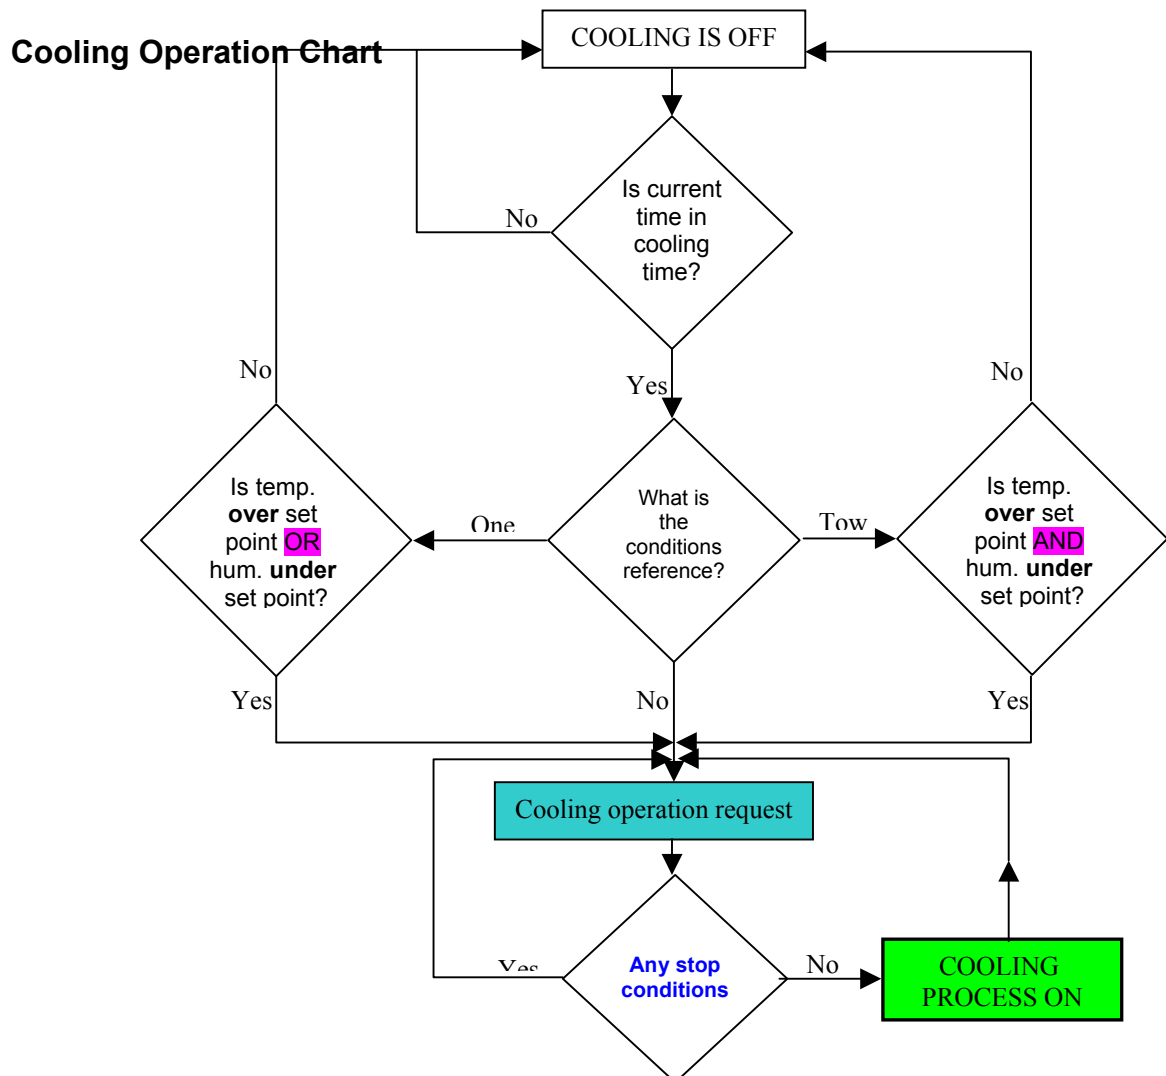 Cooling Operation Chart
COOLING IS OFF
Is current
time in
cooling
time?
No
Yes
No
No
Is temp.
over set
point OR
hum. under
set point?
One
What is
the
conditions
reference?
Tow
Is temp.
over set
point AND
hum. under
set point?
Yes
No
Yes
Cooling operation request
Yes
Any stop
conditions
No
COOLING
PROCESS ON